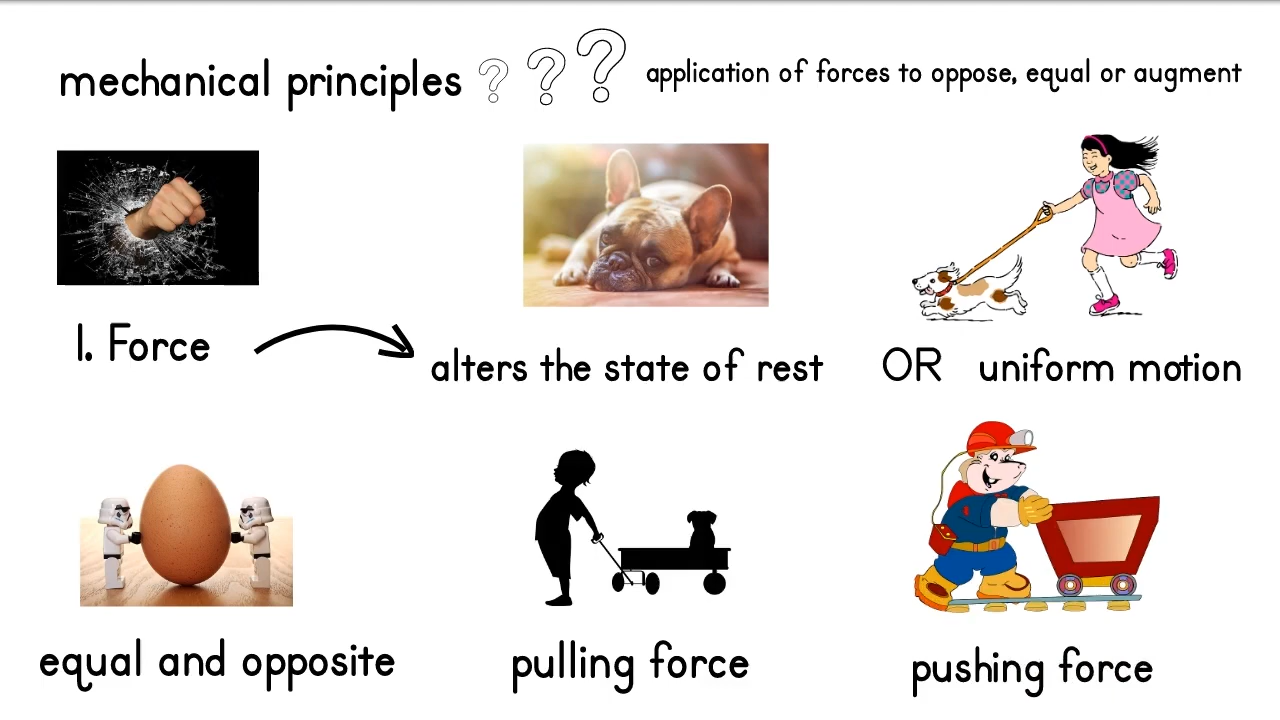 mechanical principles ? ? ? application of forces to oppose, equal or augment
1. Force
alters the state of rest OR uniform motion
equal and opposite
pulling force
pushing force